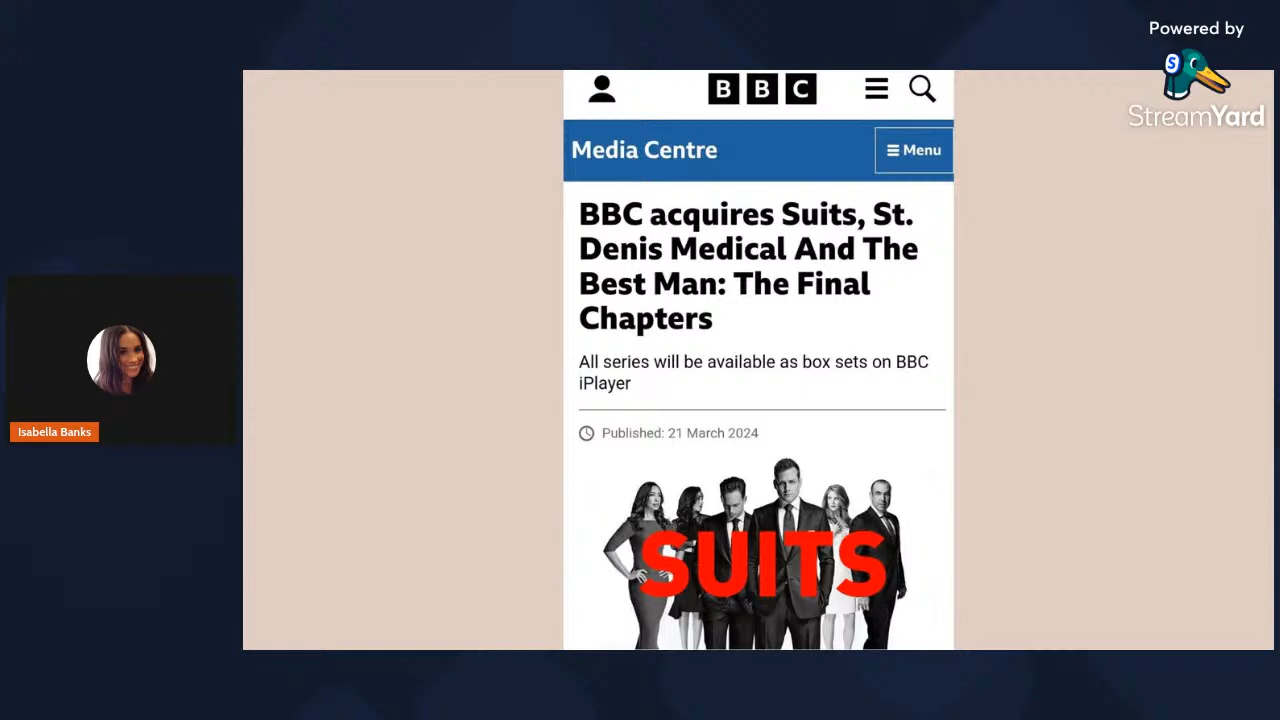 Powered by
S
StreamYard
BBC
Media Centre
Menu
BBC acquires Suits, St.
Denis Medical And The
Best Man: The Final
Chapters
All series will be available as box sets on BBC
iPlayer
Published: 21 March 2024
SUITS
Isabella Banks